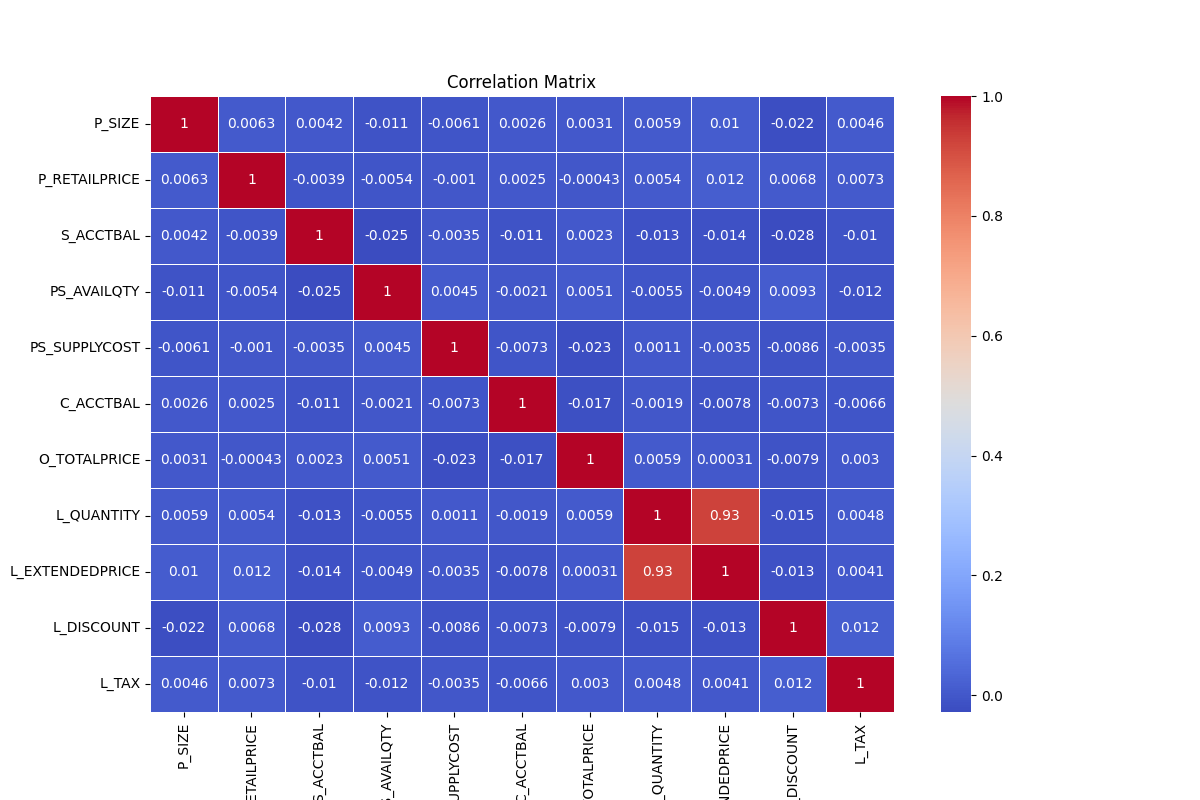 Correlation Matrix
P_SIZE 1 0.0063 0.0042 -0.011 -0.0061 0.0026 0.0031 0.0059 0.01 -0.022 0.0046
P_RETAILPRICE 0.0063 1 -0.0039 -0.0054 -0.001 0.0025 -0.00043 0.0054 0.012 0.0068 0.0073
S_ACCTBAL 0.0042 -0.0039 1 -0.025 -0.0035 -0.011 0.0023 -0.013 -0.014 -0.028 -0.01
PS_AVAILQTY -0.011 -0.0054 -0.025 1 0.0045 -0.0021 0.0051 -0.0055 -0.0049 0.0093 -0.012
PS_SUPPLYCOST -0.0061 -0.001 -0.0035 0.0045 1 -0.0073 -0.023 0.0011 -0.0035 -0.0086 -0.0035
C_ACCTBAL 0.0026 0.0025 -0.011 -0.0021 -0.0073 1 -0.017 -0.0019 -0.0078 -0.0073 -0.0066
O_TOTALPRICE 0.0031 -0.00043 0.0023 0.0051 -0.023 -0.017 1 0.0059 0.00031 -0.0079 0.003
L_QUANTITY 0.0059 0.0054 -0.013 -0.0055 0.0011 -0.0019 0.0059 1 0.93 -0.015 0.0048
L_EXTENDEDPRICE 0.01 0.012 -0.014 -0.0049 -0.0035 -0.0078 0.00031 0.93 1 -0.013 0.0041
L_DISCOUNT -0.022 0.0068 -0.028 0.0093 -0.0086 -0.0073 -0.0079 -0.015 -0.013 1 0.012
L_TAX 0.0046 0.0073 -0.01 -0.012 -0.0035 -0.0066 0.003 0.0048 0.0041 0.012 1
P_SIZE
ETAILPRICE
S_ACCTBAL
S_AVAILQTY
UPPLYCOST
C_ACCTBAL
OTALPRICE
_QUANTITY
NDEDPRICE
_DISCOUNT
L_TAX
1.0
0.8
0.6
0.4
0.2
0.0